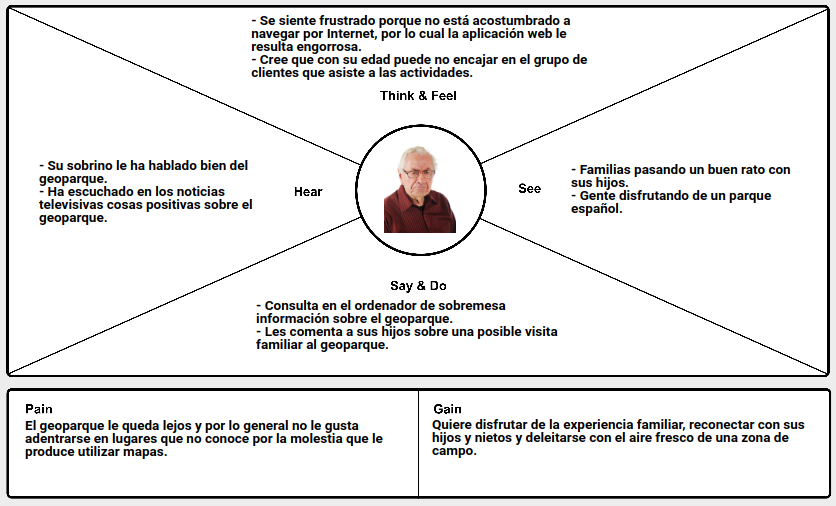 - Se siente frustrado porque no está acostumbrado a
navegar por Internet, por lo cual la aplicación web le
resulta engorrosa.
- Cree que con su edad puede no encajar en el grupo de
clientes que asiste a las actividades.
Think & Feel
- Su sobrino le ha hablado bien del
geoparque.
- Ha escuchado en los noticias
televisivas cosas positivas sobre el
geoparque.
Hear
See
- Familias pasando un buen rato con
sus hijos.
- Gente disfrutando de un parque
español.
Say & Do
- Consulta en el ordenador de sobremesa
información sobre el geoparque.
- Les comenta a sus hijos sobre una posible visita
familiar al geoparque.
Pain
El geoparque le queda lejos y por lo general no le gusta
adentrarse en lugares que no conoce por la molestia que le
produce utilizar mapas.
Gain
Quiere disfrutar de la experiencia familiar, reconectar con sus
hijos y nietos y deleitarse con el aire fresco de una zona de
campo.